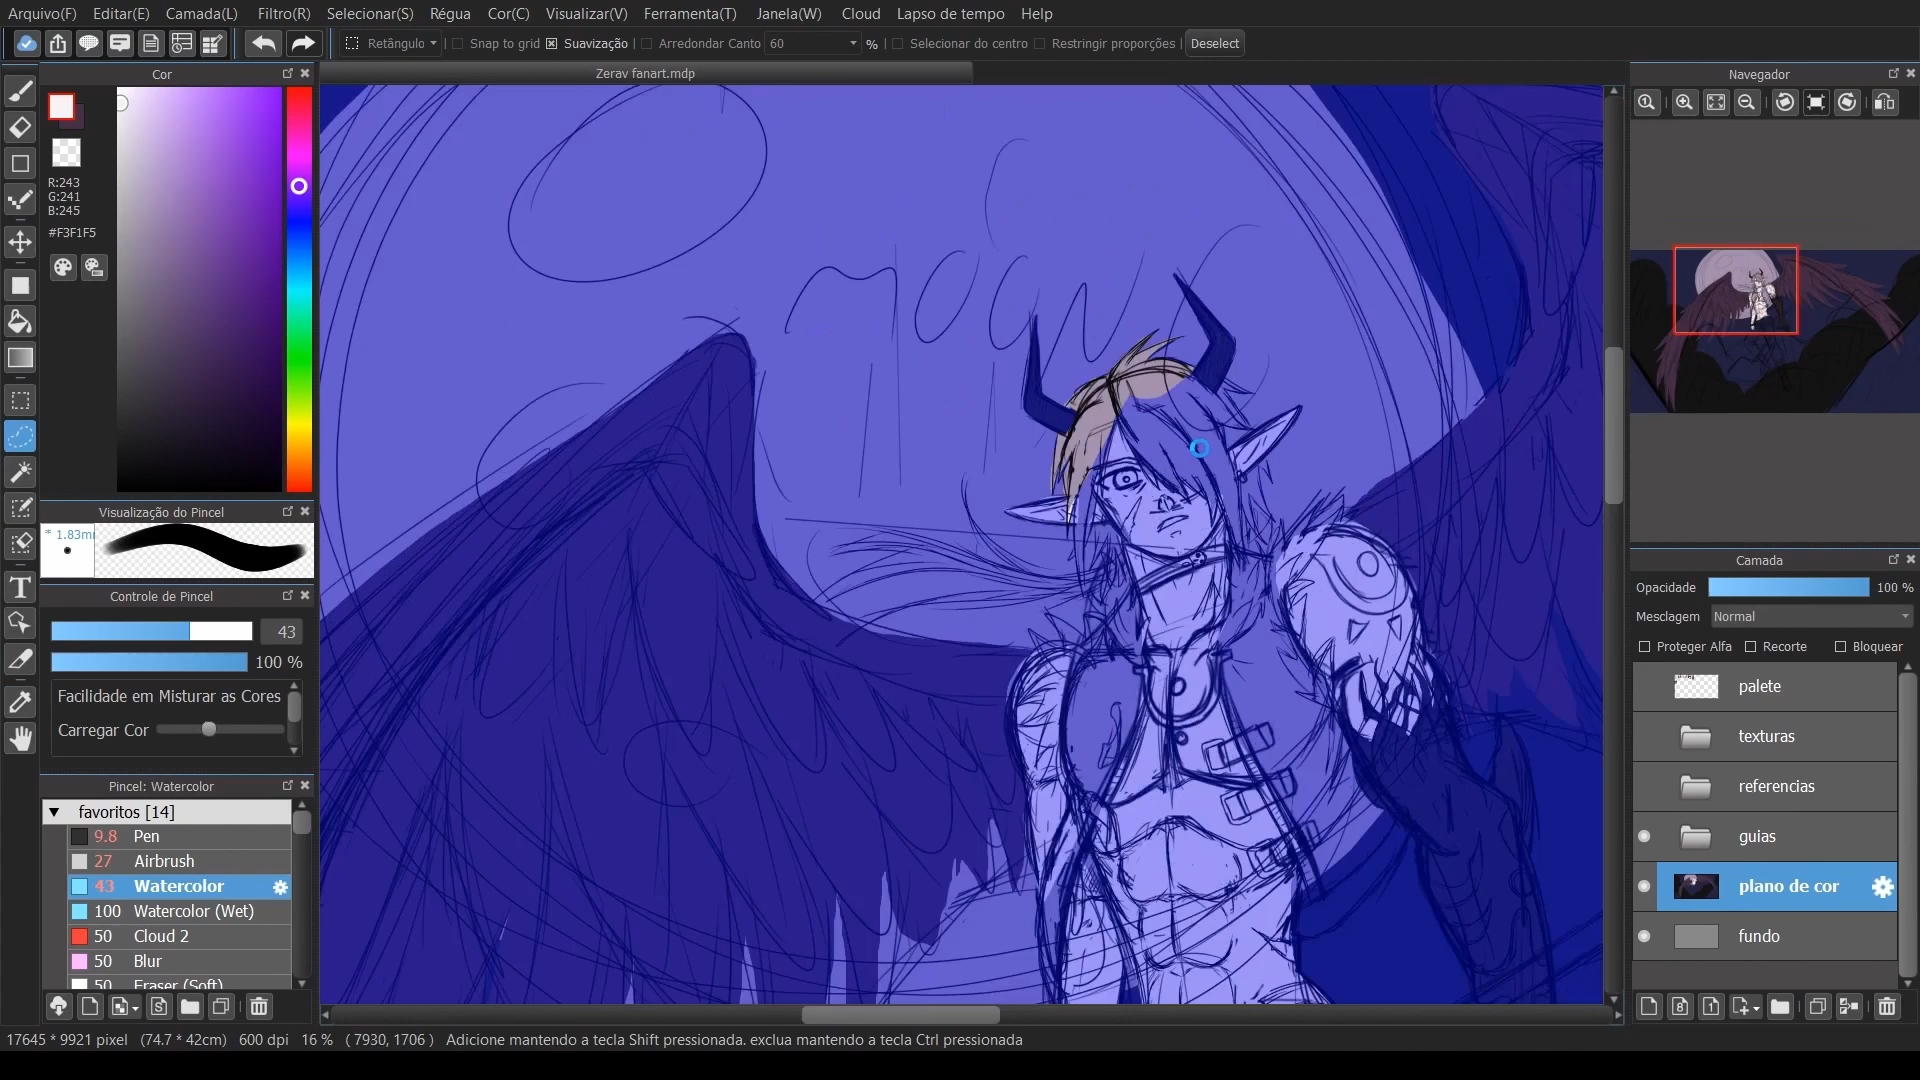 Arquivo(F) Editar(E) Camada(L) Filtro(R) Selecionar(S) Régua Cor(C) Visualizar(V) Ferramenta(T) Janela(W) Cloud Lapso de tempo Help
Retângulo Snap to grid Suavização Arredondar Canto 60 % Selecionar do centro Restringir proporções Deselect
Cor
Zerav fanart.mdp
Navegador
R:243
G:241
B:245
#F3F1F5
Visualização do Pincel
* 1.83m
Controle de Pincel
43
100 %
Facilidade em Misturar as Cores
Carregar Cor
Pincel: Watercolor
favoritos [14]
9.8 Pen
27 Airbrush
43 Watercolor
100 Watercolor (Wet)
50 Cloud 2
50 Blur
50 Eraser (Soft)
Camada
Opacidade 100 %
Mesclagem Normal
Proteger Alfa Recorte Bloquear
palete
texturas
referencias
guias
plano de cor
fundo
17645 * 9921 pixel (74.7 * 42cm) 600 dpi 16 % ( 7930, 1706 ) Adicione mantendo a tecla Shift pressionada. exclua mantendo a tecla Ctrl pressionada